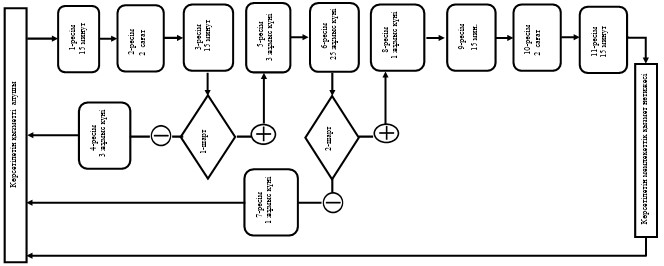 Көрсетілетін қызметті алушы
1-рәсім
15 минут
2-рәсім
2 сағат
3-рәсім
15 минут
5-рәсім
3 жұмыс күні
6-рәсім
25 жұмыс күні
8-рәсім
1 жұмыс күні
9-рәсім
15 мин.
10-рәсім
2 сағат
11-рәсім
15 минут
4-рәсім
3 жұмыс күні
1-шарт
2-шарт
7-рәсім
1 жұмыс күні
Көрсетілетін мемлекеттік қызмет нәтижесі